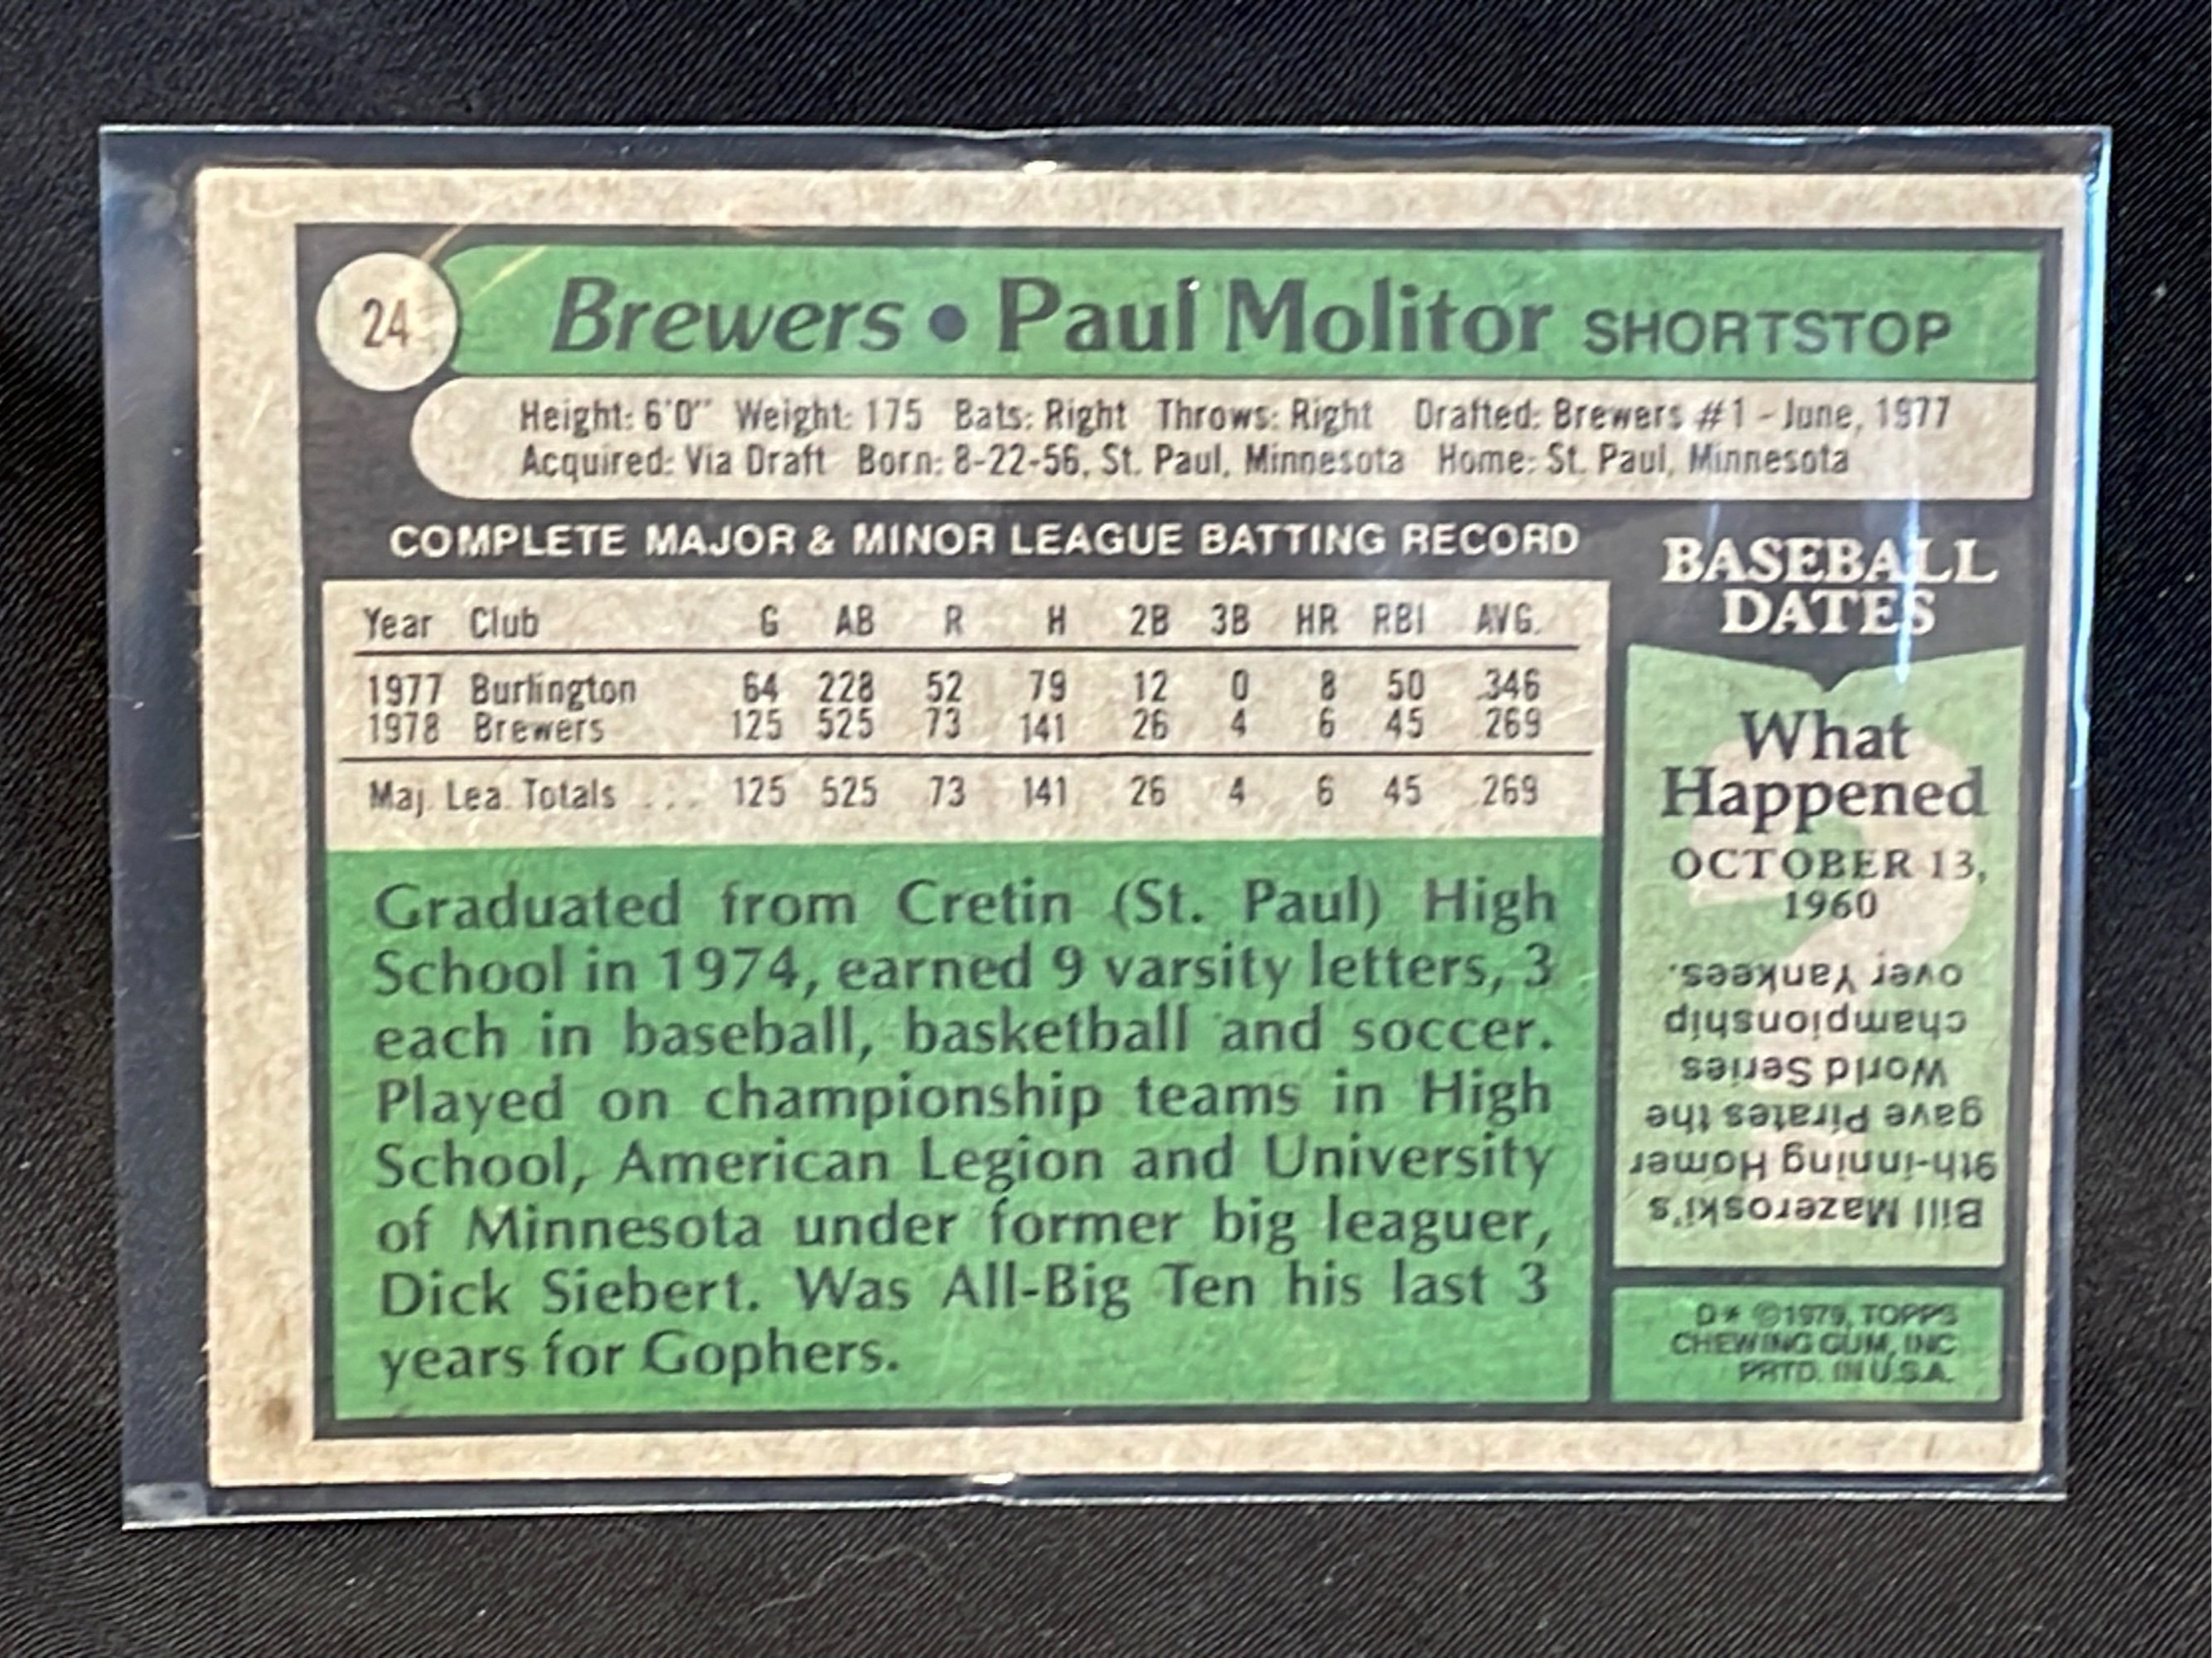 24
Brewers • Paul Molitor SHORTSTOP
Height: 6'0" Weight: 175 Bats: Right Throws: Right Drafted: Brewers #1 - June, 1977
Acquired: Via Draft Born: 8-22-56, St. Paul, Minnesota Home: St. Paul, Minnesota
COMPLETE MAJOR & MINOR LEAGUE BATTING RECORD
Year Club G AB R H 2B 3B HR RBI AVG.
1977 Burlington 64 228 52 79 12 0 8 50 .346
1978 Brewers 125 525 73 141 26 4 6 45 .269
Maj. Lea. Totals .... 125 525 73 141 26 4 6 45 .269
Graduated from Cretin (St. Paul) High
School in 1974, earned 9 varsity letters, 3
each in baseball, basketball and soccer.
Played on championship teams in High
School, American Legion and University
of Minnesota under former big leaguer,
Dick Siebert. Was All-Big Ten his last 3
years for Gophers.
BASEBALL
DATES
What
Happened
OCTOBER 13,
1960
Bill Mazeroski's
9th-inning Homer
gave Pirates the
World Series
championship
over Yankees.
D* ©1979, TOPPS
CHEWING GUM, INC.
PRTD. IN U.S.A.